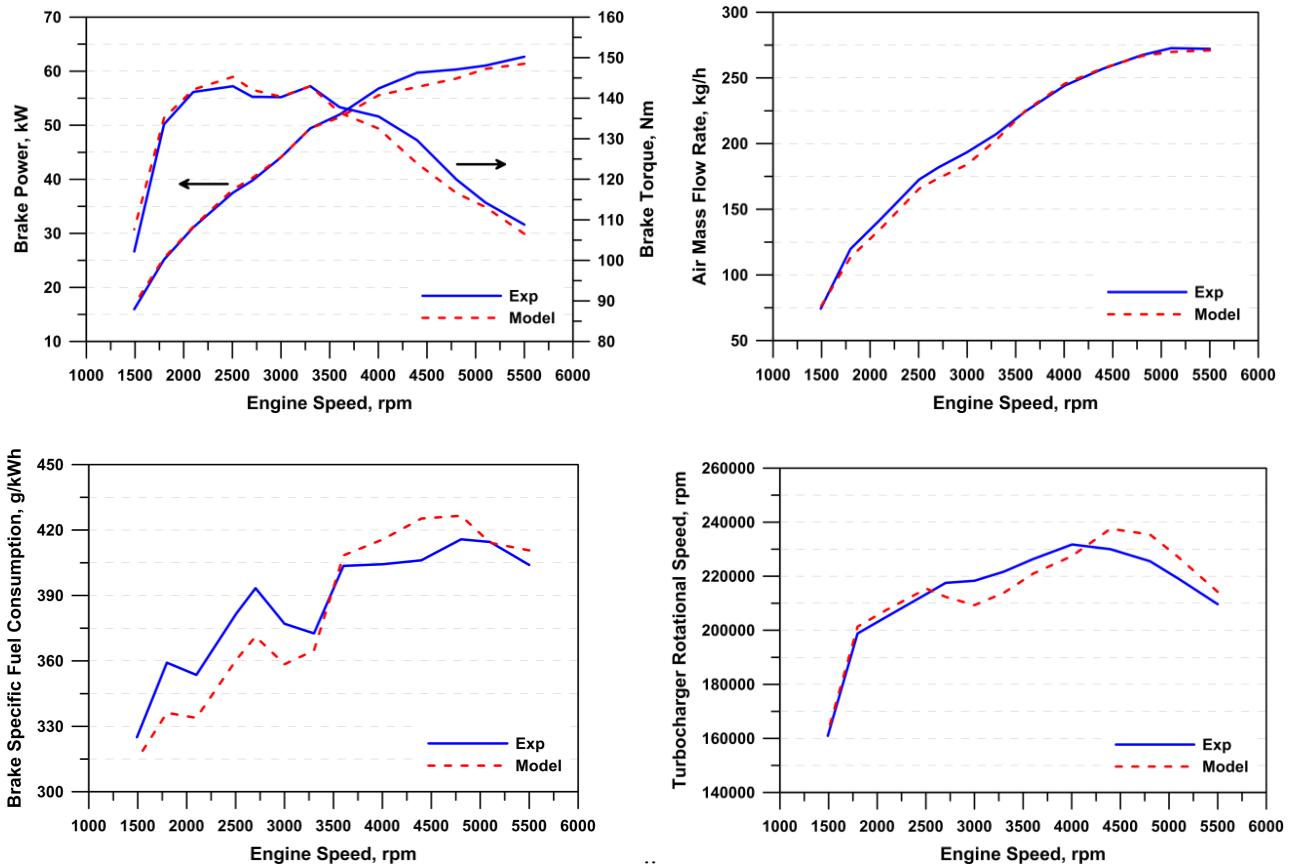 Brake Power, kW
70
60
50
40
30
20
10
160
150
140
130
120
110
100
90
80
Brake Torque, Nm
Exp
Model
1000 1500 2000 2500 3000 3500 4000 4500 5000 5500 6000
Engine Speed, rpm
Air Mass Flow Rate, kg/h
300
250
200
150
100
50
Exp
Model
1000 1500 2000 2500 3000 3500 4000 4500 5000 5500 6000
Engine Speed, rpm
Brake Specific Fuel Consumption, g/kWh
450
420
390
360
330
300
Exp
Model
1000 1500 2000 2500 3000 3500 4000 4500 5000 5500 6000
Engine Speed, rpm
Turbocharger Rotational Speed, rpm
260000
240000
220000
200000
180000
160000
140000
Exp
Model
1000 1500 2000 2500 3000 3500 4000 4500 5000 5500 6000
Engine Speed, rpm